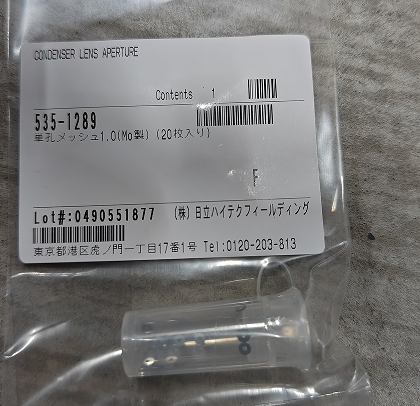 CONDENSER LENS APERTURE
Contents 1
535-1289
単孔メッシュ1.0(Mo製)(20枚入り)
F
Lot#:0490551877 (株)日立ハイテクフィールディング
東京都港区虎ノ門一丁目17番1号 Tel:0120-203-813